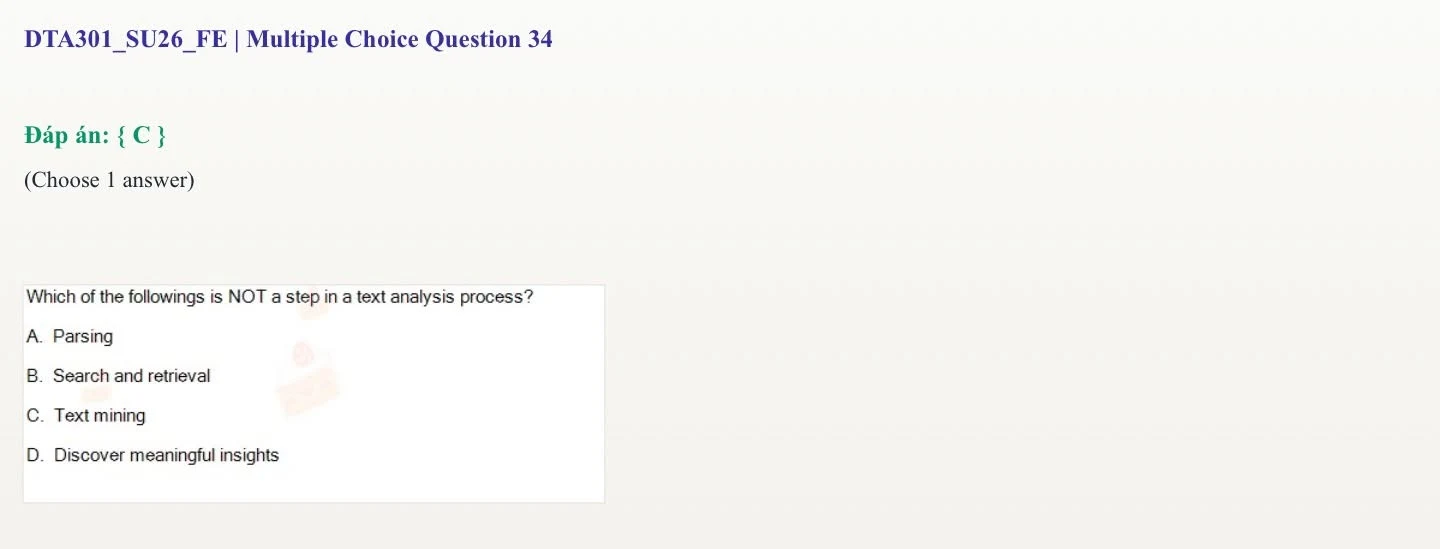 DTA301_SU26_FE | Multiple Choice Question 34
Đáp án: { C }
(Choose 1 answer)
Which of the followings is NOT a step in a text analysis process?
A. Parsing
B. Search and retrieval
C. Text mining
D. Discover meaningful insights